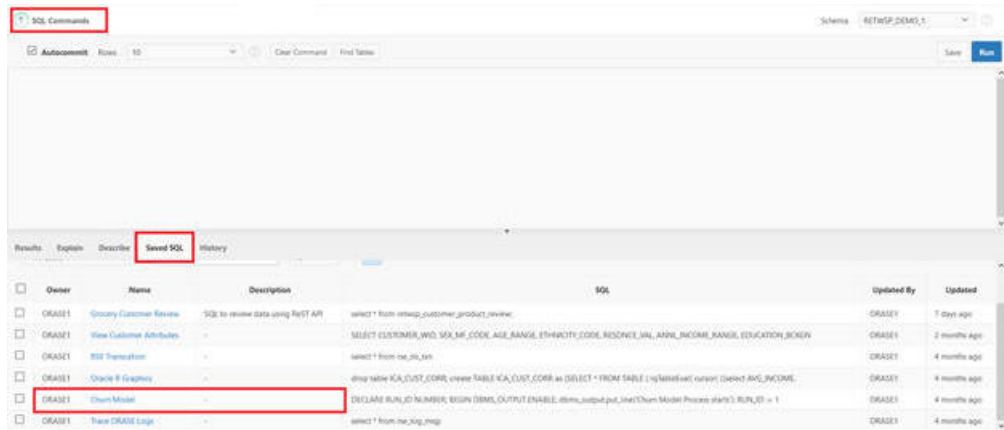 SQL Commands
Schema RETWSP_DEMO_1
Autocommit Rows 10 Clear Command Find Tables Save Run
Results Explain Describe Saved SQL History
Owner Name Description SQL Updated By Updated
ORASE1 Grocery Customer Review SQL to review data using ReST API select * from retwsp_customer_product_review; ORASE1 7 days ago
ORASE1 View Customer Attributes - SELECT CUSTOMER_WID, SEX_MF_CODE, AGE_RANGE, ETHNICITY_CODE, ANNL_INCOME_RANGE, ORASE1 2 months ago
ORASE1 RSE Transaction - select * from ORASE1 4 months ago
ORASE1 Oracle R Graphics - drop table ICA_CUST_CORR; create TABLE ICA_CUST_CORR as (SELECT * FROM TABLE ( cursor( (select AVG_INCOME, ORASE1 4 months ago
ORASE1 Churn Model - DECLARE RUN_ID NUMBER; BEGIN DBMS_OUTPUT.ENABLE; dbms_output.put_line('Churn Model Process starts'); RUN_ID := 1 ORASE1 4 months ago
ORASE1 Trace ORASE Logs - select * from rse_log_msg ORASE1 4 months ago